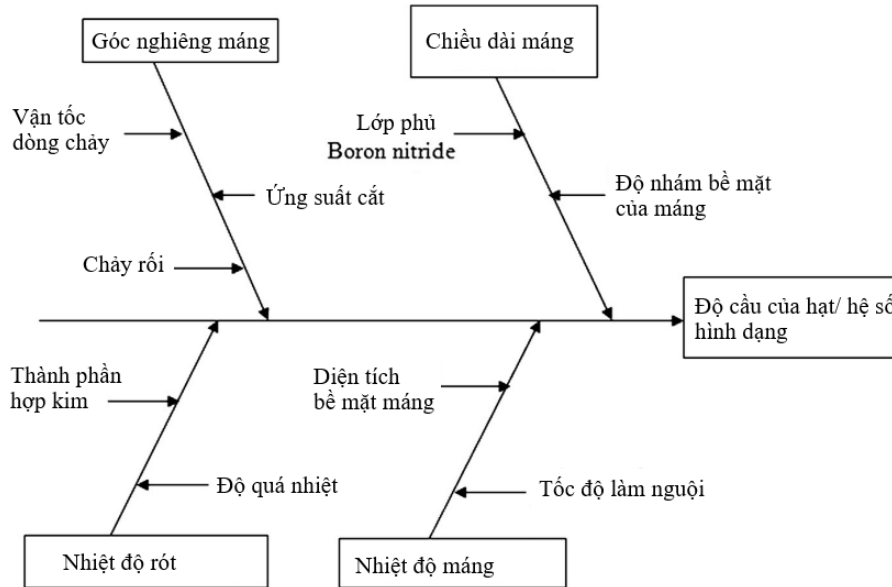 Góc nghiêng máng
Chiều dài máng
Vận tốc
dòng chảy
Lớp phủ
Boron nitride
Ứng suất cắt
Độ nhám bề mặt
của máng
Chảy rối
Độ cầu của hạt/ hệ số
hình dạng
Thành phần
hợp kim
Diện tích
bề mặt máng
Độ quá nhiệt
Tốc độ làm nguội
Nhiệt độ rót
Nhiệt độ máng